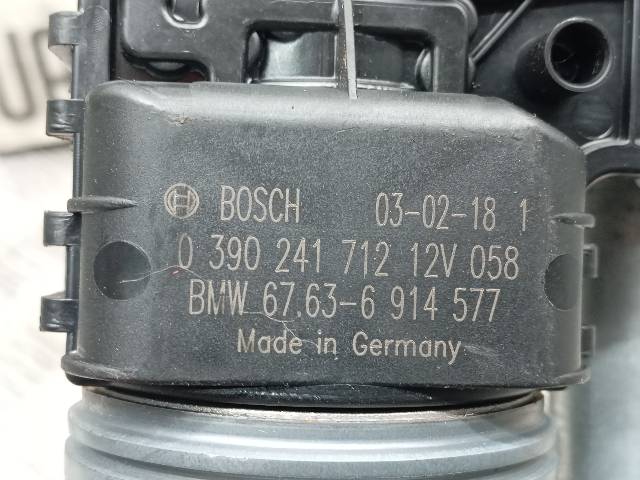 BOSCH 03-02-18 1
0 390 241 712 12V 058
BMW 67.63-6 914 577
Made in Germany